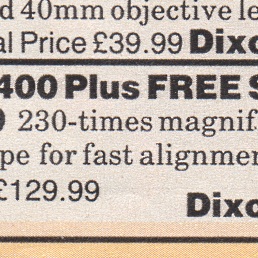 d 40mm objective le
al Price £39.99 Dixo
400 Plus FREE S
230-times magnif
pe for fast alignmen
£129.99 Dixo